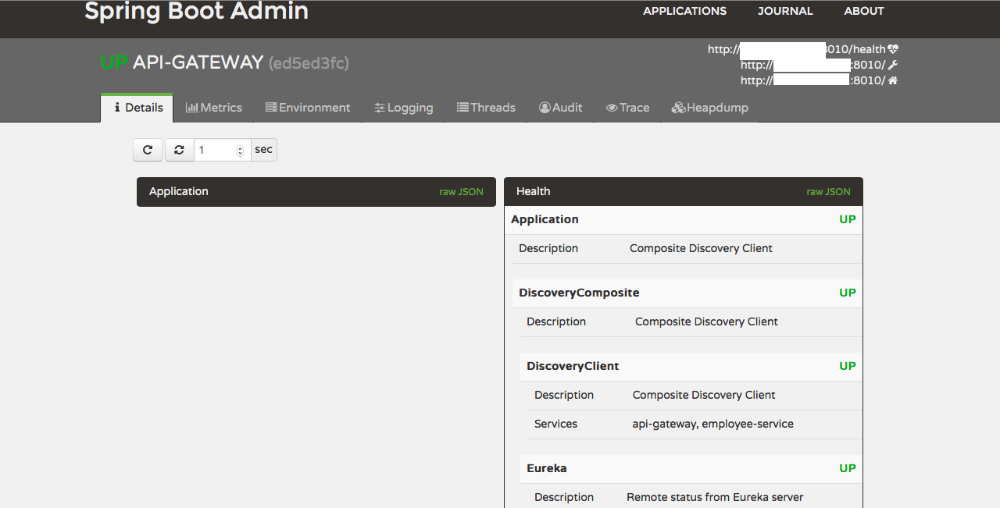 Spring Boot Admin
APPLICATIONS JOURNAL ABOUT
UP API-GATEWAY (ed5ed3fc)
http:// 8010/health
http:// :8010/
http:// :8010/
Details Metrics Environment Logging Threads Audit Trace Heapdump
1 sec
Application raw JSON
Health raw JSON
Application UP
Description Composite Discovery Client
DiscoveryComposite UP
Description Composite Discovery Client
DiscoveryClient UP
Description Composite Discovery Client
Services api-gateway, employee-service
Eureka UP
Description Remote status from Eureka server